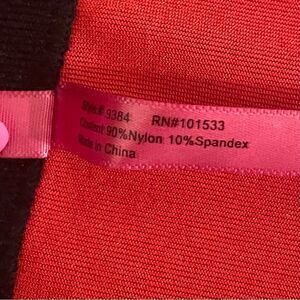 Style# 9384 RN#101533
Content 90%Nylon 10%Spandex
Made in China